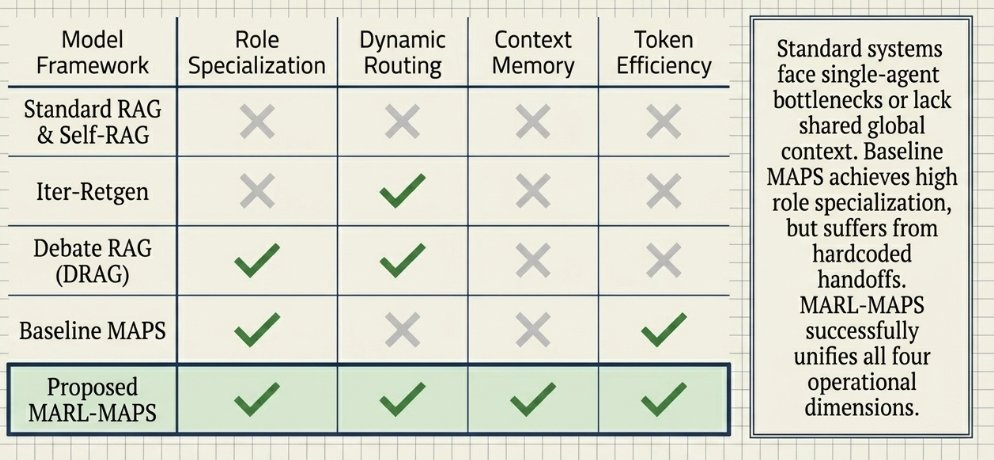 Model Framework
Role Specialization
Dynamic Routing
Context Memory
Token Efficiency
Standard RAG
& Self-RAG
Iter-Retgen
Debate RAG
(DRAG)
Baseline MAPS
Proposed
MARL-MAPS
Standard systems
face single-agent
bottlenecks or lack
shared global
context. Baseline
MAPS achieves high
role specialization,
but suffers from
hardcoded
handoffs.
MARL-MAPS
successfully
unifies all four
operational
dimensions.